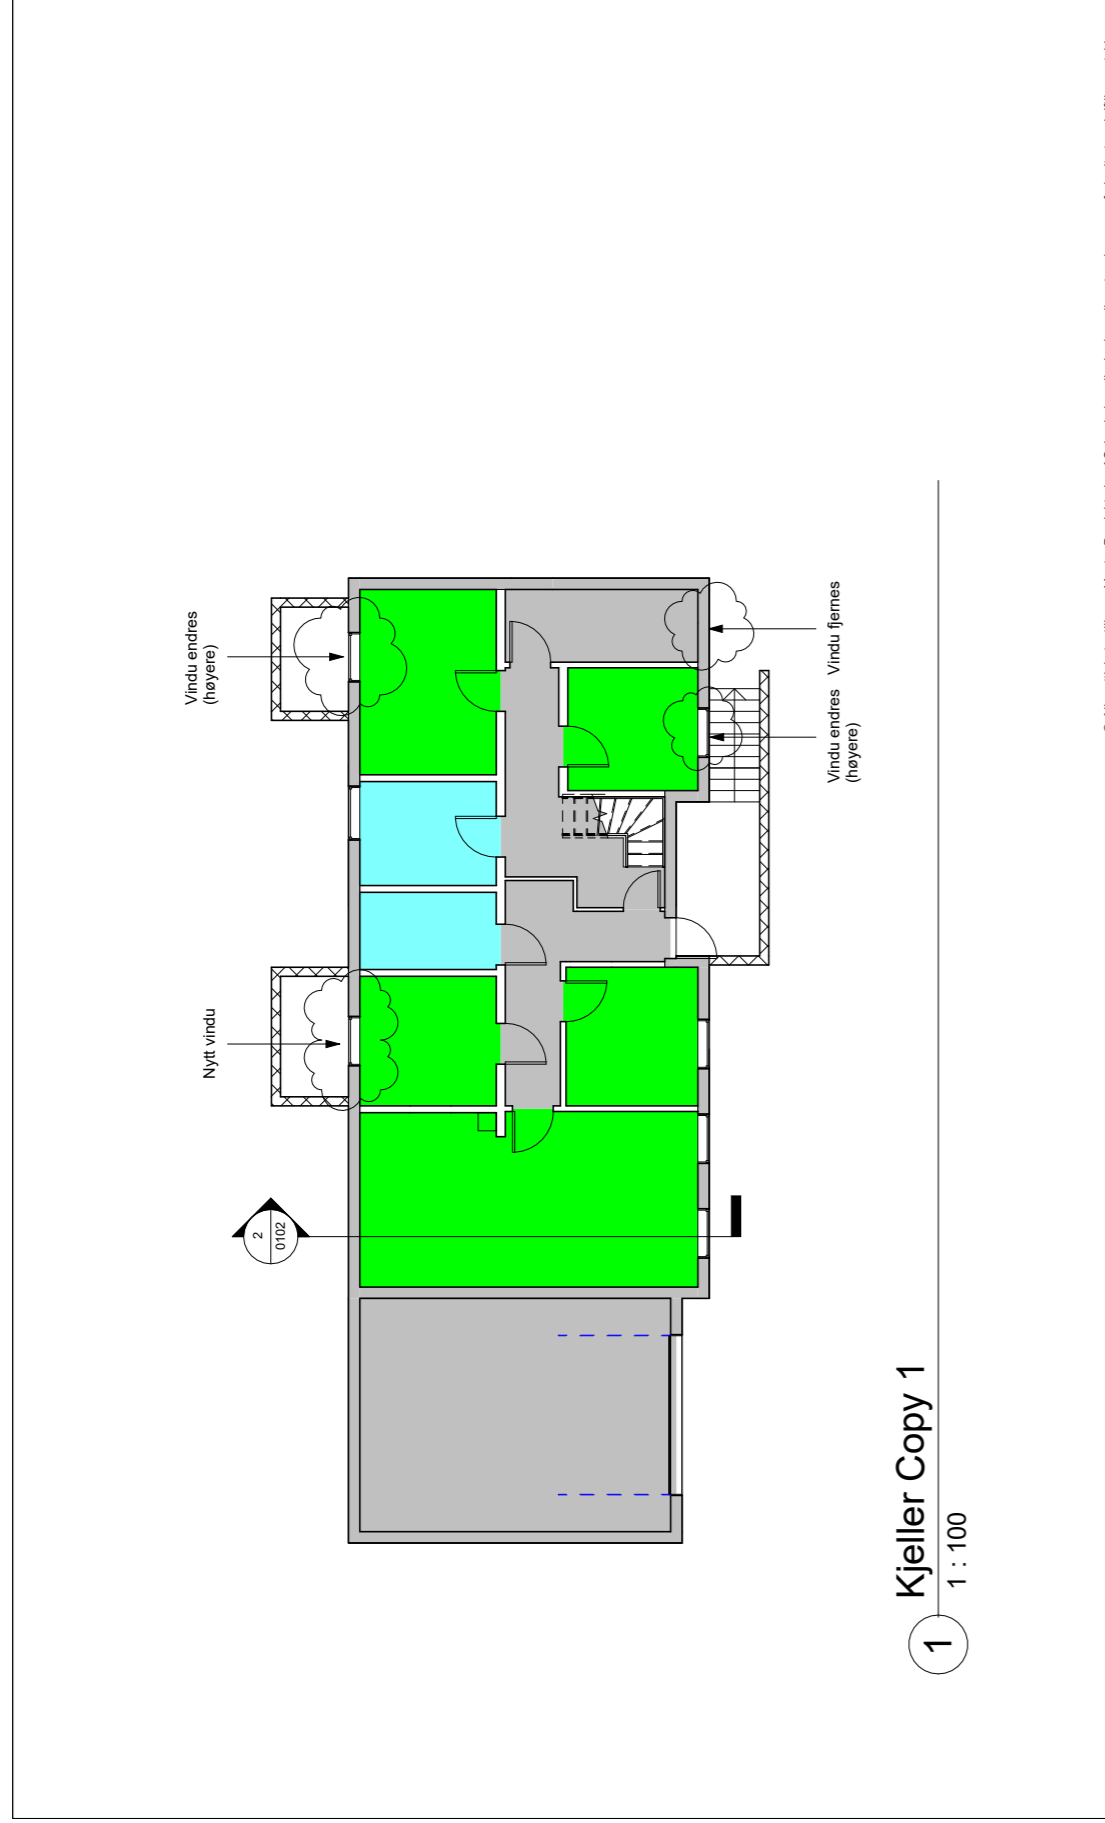 Nytt vindu
Vindu endres
(høyere)
2
0102
Vindu endres
(høyere)
Vindu fjernes
1
Kjeller Copy 1
1 : 100